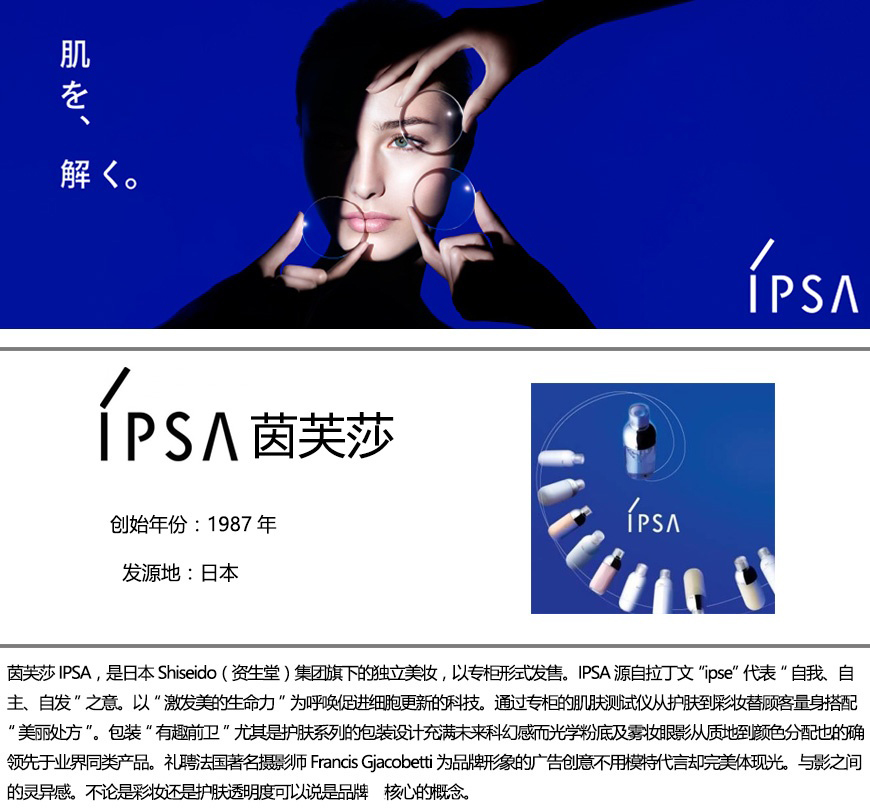 肌を、
解く。
IPSA
IPSA 茵芙莎
创始年份：1987 年
发源地：日本
IPSA
茵芙莎 IPSA，是日本 Shiseido（资生堂）集团旗下的独立美妆，以专柜形式发售。IPSA 源自拉丁文 "ipse" 代表 " 自我、自
主、自发 " 之意。以 " 激发美的生命力 " 为呼唤促进细胞更新的科技。通过专柜的肌肤测试仪从护肤到彩妆替顾客量身搭配
" 美丽处方 "。包装 " 有趣前卫 " 尤其是护肤系列的包装设计充满未来科幻感而光学粉底及雾妆眼影从质地到颜色分配也的确
领先于业界同类产品。礼聘法国著名摄影师 Francis Gjacobetti 为品牌形象的广告创意不用模特代言却完美体现光。与影之间
的灵异感。不论是彩妆还是护肤透明度可以说是品牌 核心的概念。